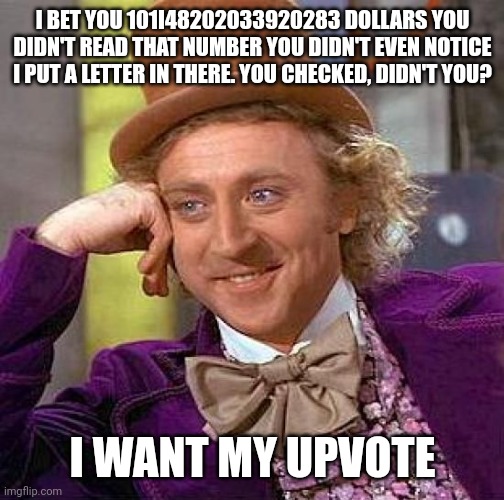 I BET YOU 101I48202033920283 DOLLARS YOU
DIDN'T READ THAT NUMBER YOU DIDN'T EVEN NOTICE
I PUT A LETTER IN THERE. YOU CHECKED, DIDN'T YOU?
I WANT MY UPVOTE
imgflip.com